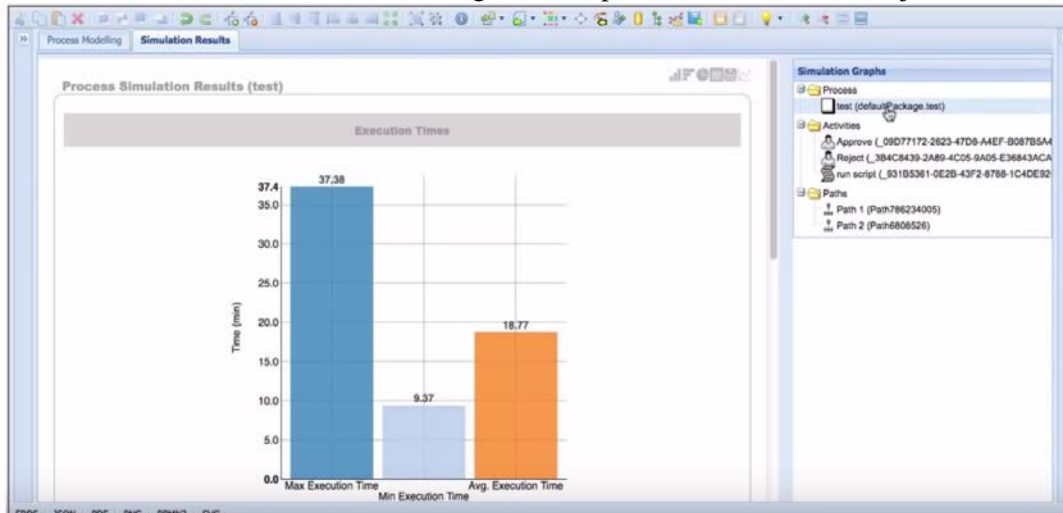 Process Modelling
Simulation Results
Process Simulation Results (test)
Execution Times
37.4
35.0
30.0
25.0
20.0
15.0
10.0
5.0
0.0
Time (min)
37.38
9.37
18.77
Max Execution Time
Min Execution Time
Avg. Execution Time
Simulation Graphs
Process
test (defaultPackage.test)
Activities
Approve (_09D77172-2623-47D8-A4EF-B087B5A4
Reject (_3B4C8439-2A89-4C05-9A05-E36843ACA
run script (_931B5361-0E2B-43F2-8788-1C4DE92
Paths
Path 1 (Path786234005)
Path 2 (Path6806526)